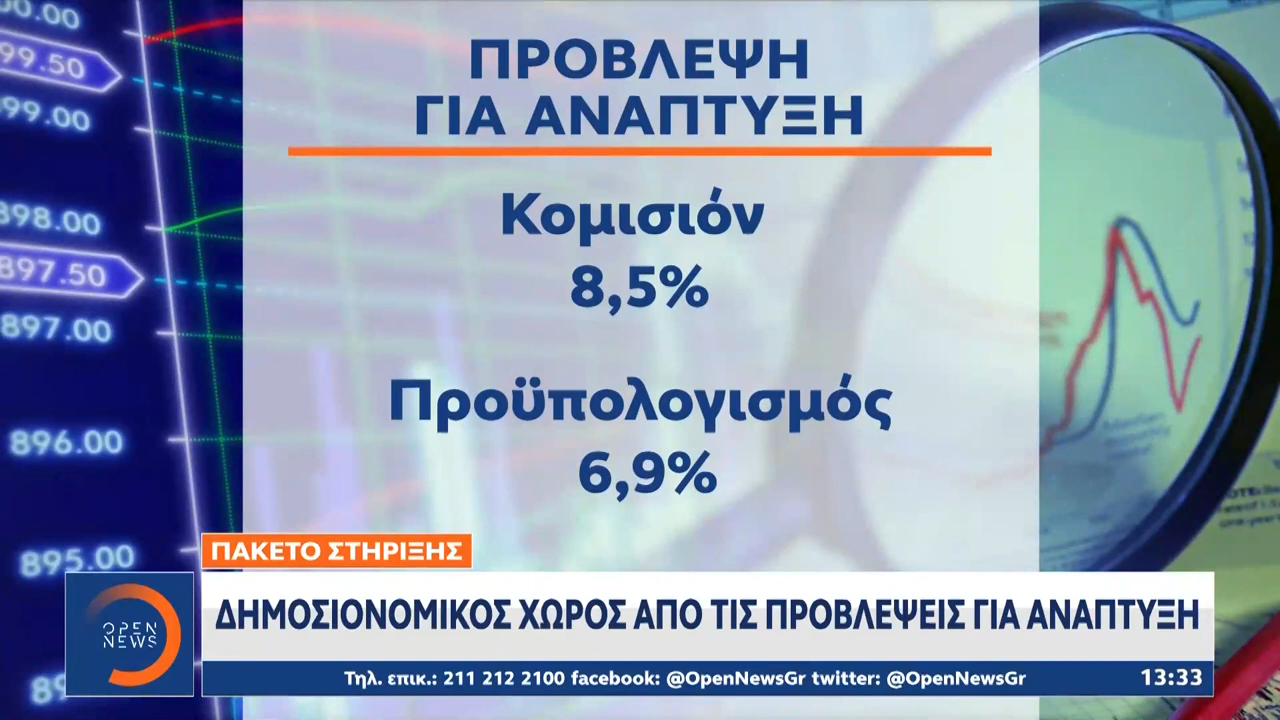 ΠΡΟΒΛΕΨΗ
ΓΙΑ ΑΝΑΠΤΥΞΗ
Κομισιόν
8,5%
Προϋπολογισμός
6,9%
99.50
899.00
898.00
897.50
897.00
896.00
895.00
ΠΑΚΕΤΟ ΣΤΗΡΙΞΗΣ
ΔΗΜΟΣΙΟΝΟΜΙΚΟΣ ΧΩΡΟΣ ΑΠΟ ΤΙΣ ΠΡΟΒΛΕΨΕΙΣ ΓΙΑ ΑΝΑΠΤΥΞΗ
OPEN
NEWS
Τηλ. επικ.: 211 212 2100 facebook: @OpenNewsGr twitter: @OpenNewsGr
13:33